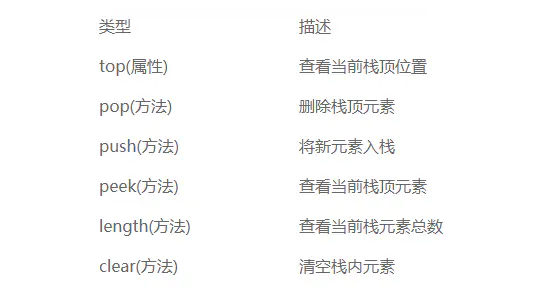 类型 描述
top(属性) 查看当前栈顶位置
pop(方法) 删除栈顶元素
push(方法) 将新元素入栈
peek(方法) 查看当前栈顶元素
length(方法) 查看当前栈元素总数
clear(方法) 清空栈内元素